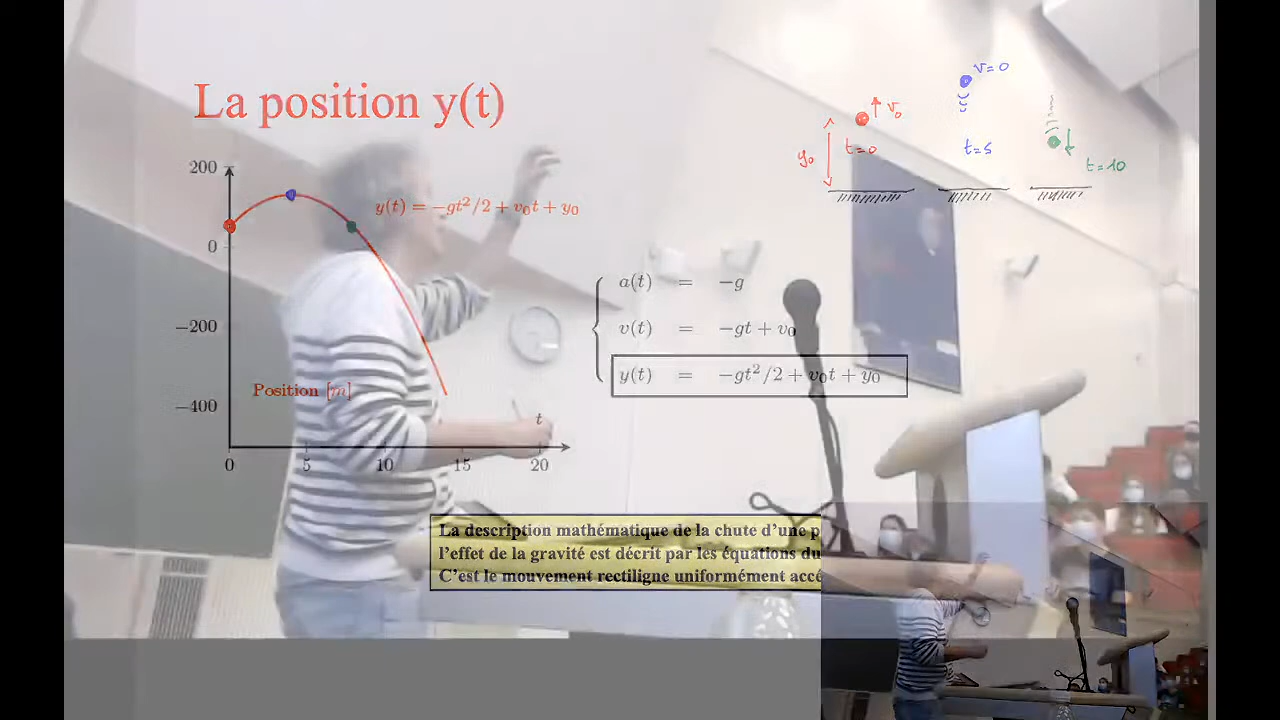 La position y(t)
v=0
v₀
y₀
t=0
t=5
t=10
200
0
−200
−400
y(t) = −gt²/2 + v₀t + y₀
Position [m]
t
0 5 10 15 20
a(t) = −g
v(t) = −gt + v₀
y(t) = −gt²/2 + v₀t + y₀
La description mathématique de la chute d'une p
l'effet de la gravité est décrit par les équations du
C'est le mouvement rectiligne uniformément accé